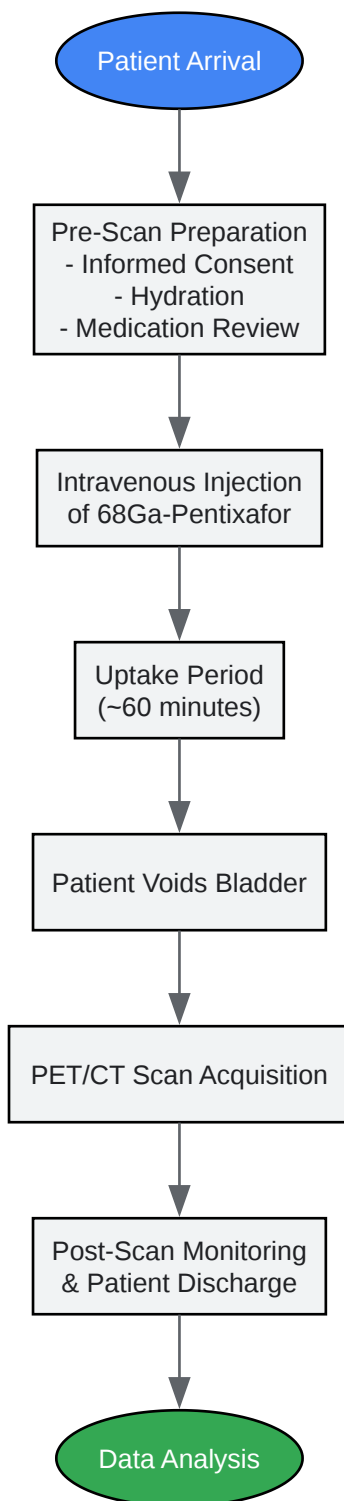 Patient Arrival
Pre-Scan Preparation
- Informed Consent
- Hydration
- Medication Review
Intravenous Injection
of 68Ga-Pentixafor
Uptake Period
(~60 minutes)
Patient Voids Bladder
PET/CT Scan Acquisition
Post-Scan Monitoring
& Patient Discharge
Data Analysis